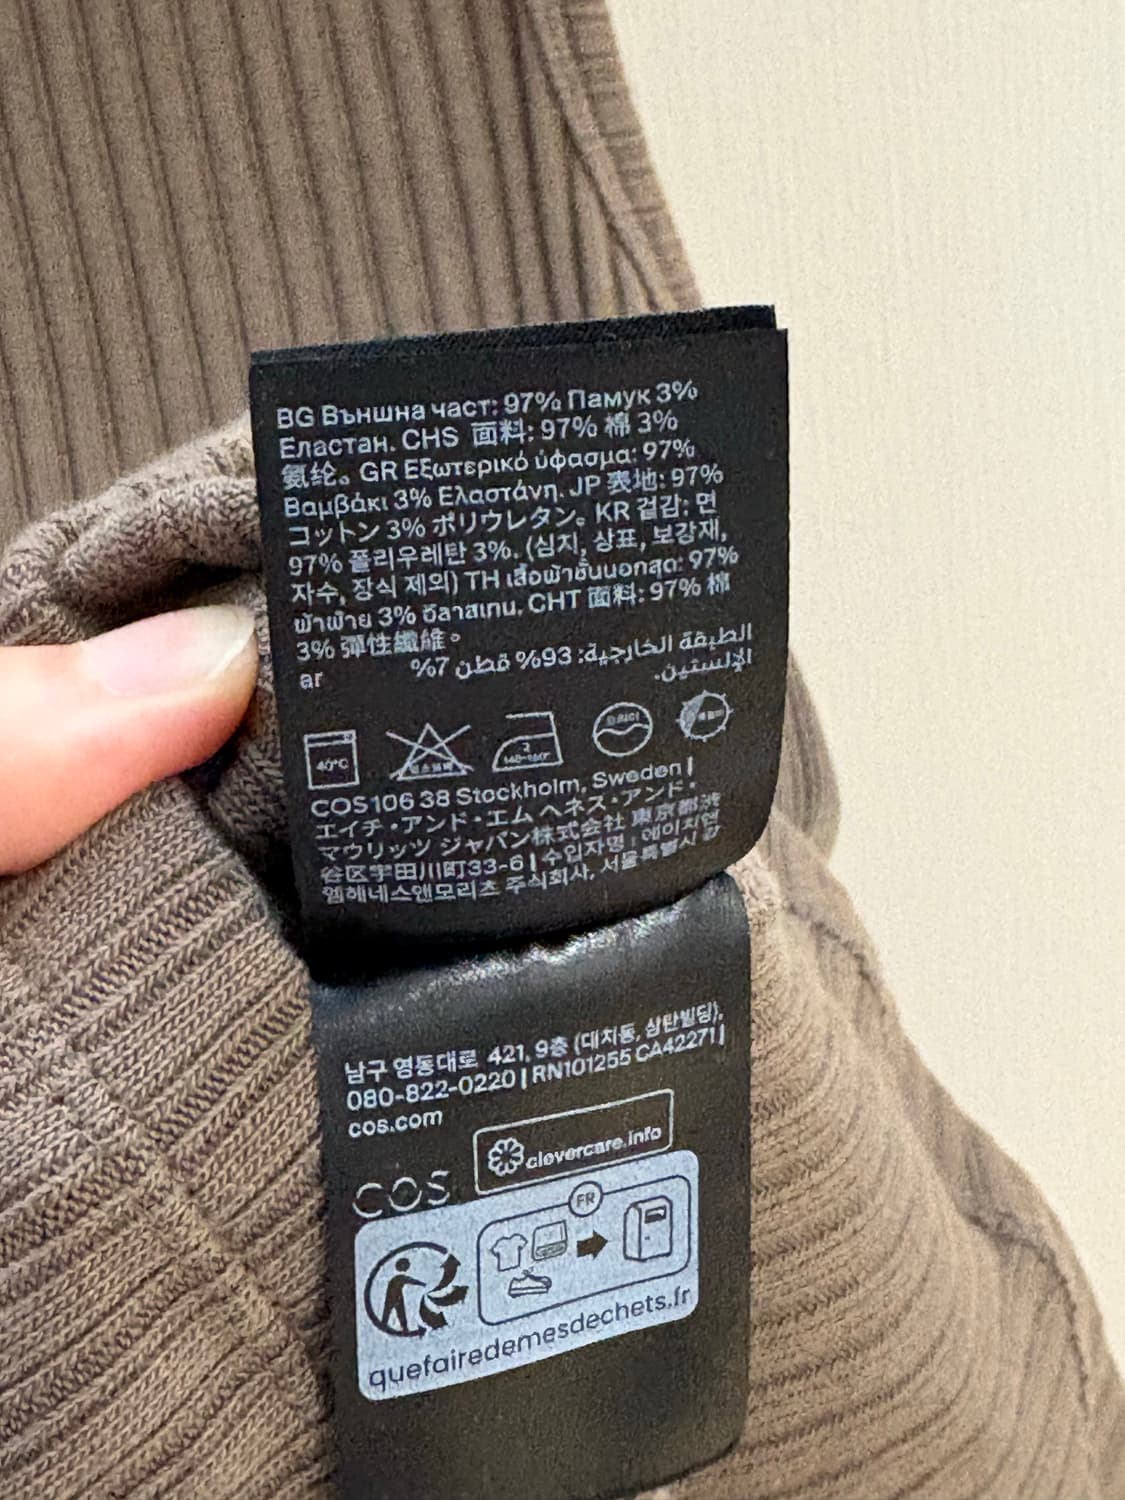 BG Външна част: 97% Памук 3%
Еластан. CHS 面料: 97% 棉 3%
氨纶。GR Εξωτερικό ύφασμα: 97%
Βαμβάκι 3% Ελαστάνη. JP 表地: 97%
コットン 3% ポリウレタン。 KR 겉감: 면
97% 폴리우레탄 3%. (심지, 상표, 보강재,
자수, 장식 제외) TH เสื้อผ้าชั้นนอกสุด: 97%
ผ้าฝ้าย 3% อีลาสเทน. CHT 面料: 97% 棉
3% 彈性纖維。
ar الطبقة الخارجية: 93% قطن 7%
الإلستين.
40°C
COS 106 38 Stockholm, Sweden |
エイチ・アンド・エム ヘネス・アンド・
マウリッツ ジャパン株式会社 東京都渋
谷区宇田川町33-6 | 수입자명 | 에이치엔
엠헤네스앤모리츠 주식회사, 서울특별시 강
남구 영동대로 421, 9층 (대치동, 삼탄빌딩),
080-822-0220 | RN101255 CA42271 |
cos.com
clevercare.info
COS
FR
quefairedemesdechets.fr